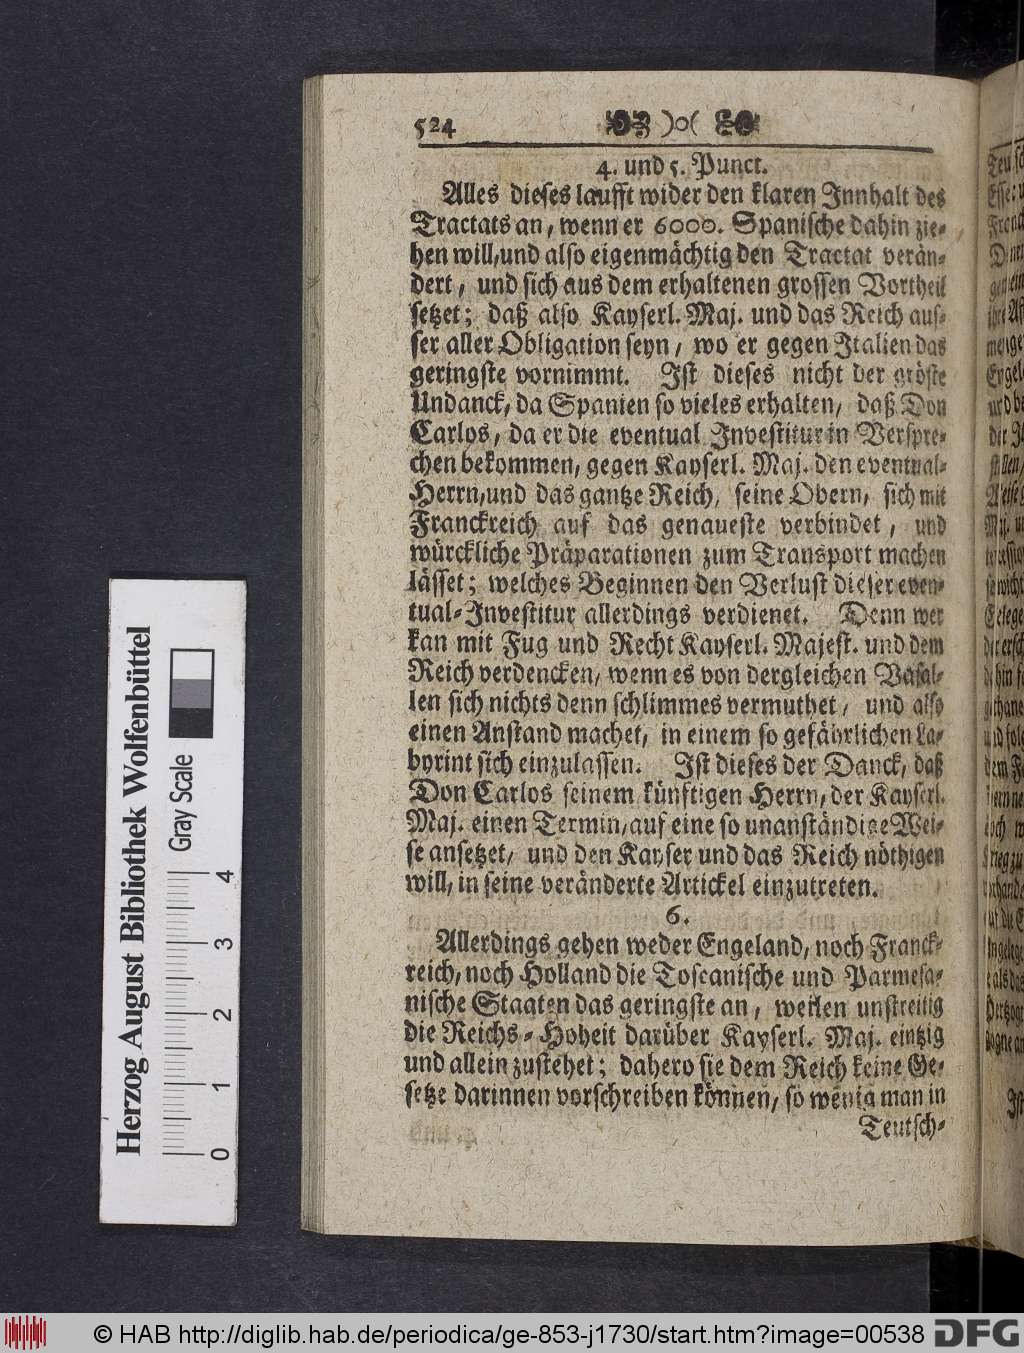 524 )o(
4. und 5. Punct.
Alles dieses laufft wider den klaren Innhalt des
Tractats an, wenn er 6000. Spanische dahin zie-
hen will, und also eigenmächtig den Tractat verän-
dert, und sich aus dem erhaltenen grossen Vortheil
setzet; daß also Kayserl. Maj. und das Reich aus-
ser aller Obligation seyn, wo er gegen Italien das
geringste vornimmt. Ist dieses nicht der gröste
Undanck, da Spanien so vieles erhalten, daß Don
Carlos, da er die eventual Investitur in Verspre-
chen bekommen, gegen Kayserl. Maj. den eventual-
Herrn, und das gantze Reich, seine Obern, sich mit
Franckreich auf das genaueste verbindet, und
würckliche Präparationen zum Transport machen
lässet; welches Beginnen den Verlust dieser even-
tual-Investitur allerdings verdienet. Denn wer
kan mit Fug und Recht Kayserl. Majest. und dem
Reich verdencken, wenn es von dergleichen Vasal-
len sich nichts denn schlimmes vermuthet, und also
einen Anstand machet, in einem so gefährlichen La-
byrint sich einzulassen. Ist dieses der Danck, daß
Don Carlos seinem künftigen Herrn, der Kayserl.
Maj. einen Termin, auf eine so unanständige Wei-
se ansetzet, und den Kayser und das Reich nöthigen
will, in seine veränderte Artickel einzutreten.
6.
Allerdings gehen weder Engeland, noch Franck-
reich, noch Holland die Toscanische und Parmesa-
nische Staaten das geringste an, weilen unstreitig
die Reichs-Hoheit darüber Kayserl. Maj. eintzig
und allein zustehet; dahero sie dem Reich keine Ge-
setze darinnen vorschreiben können, so wenig man in
Teutsch-
Herzog August Bibliothek Wolfenbüttel
Gray Scale
0 1 2 3 4
© HAB http://diglib.hab.de/periodica/ge-853-j1730/start.htm?image=00538 DFG